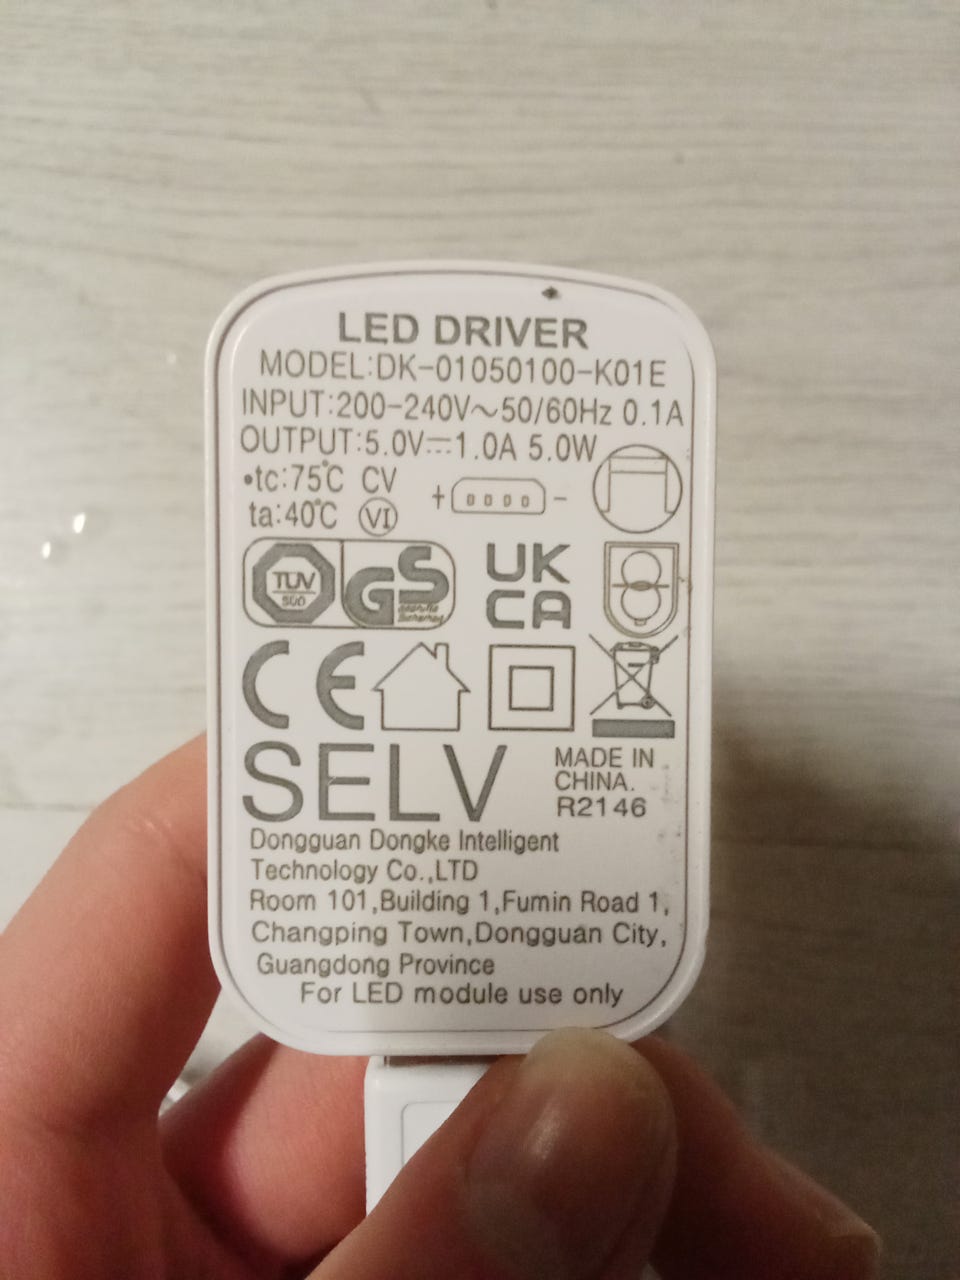 LED DRIVER
MODEL:DK-01050100-K01E
INPUT:200-240V~50/60Hz 0.1A
OUTPUT:5.0V⎓1.0A 5.0W
•tc:75℃ CV
ta:40℃ VI
+ -
TÜV
SÜD
GS
UK
CA
CE
SELV
MADE IN
CHINA.
R2146
Dongguan Dongke Intelligent
Technology Co.,LTD
Room 101,Building 1,Fumin Road 1,
Changping Town,Dongguan City,
Guangdong Province
For LED module use only